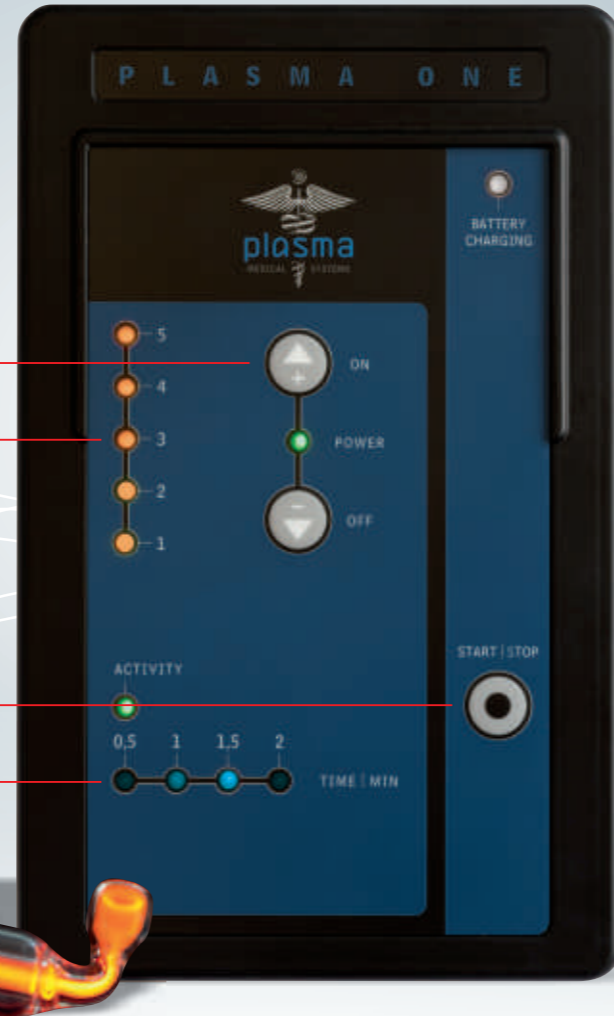 PLASMA ONE
plasma
MEDICAL SYSTEMS
BATTERY
CHARGING
5
4
3
2
1
+
ON
POWER
−
OFF
START | STOP
ACTIVITY
0,5 1 1.5 2
TIME | MIN